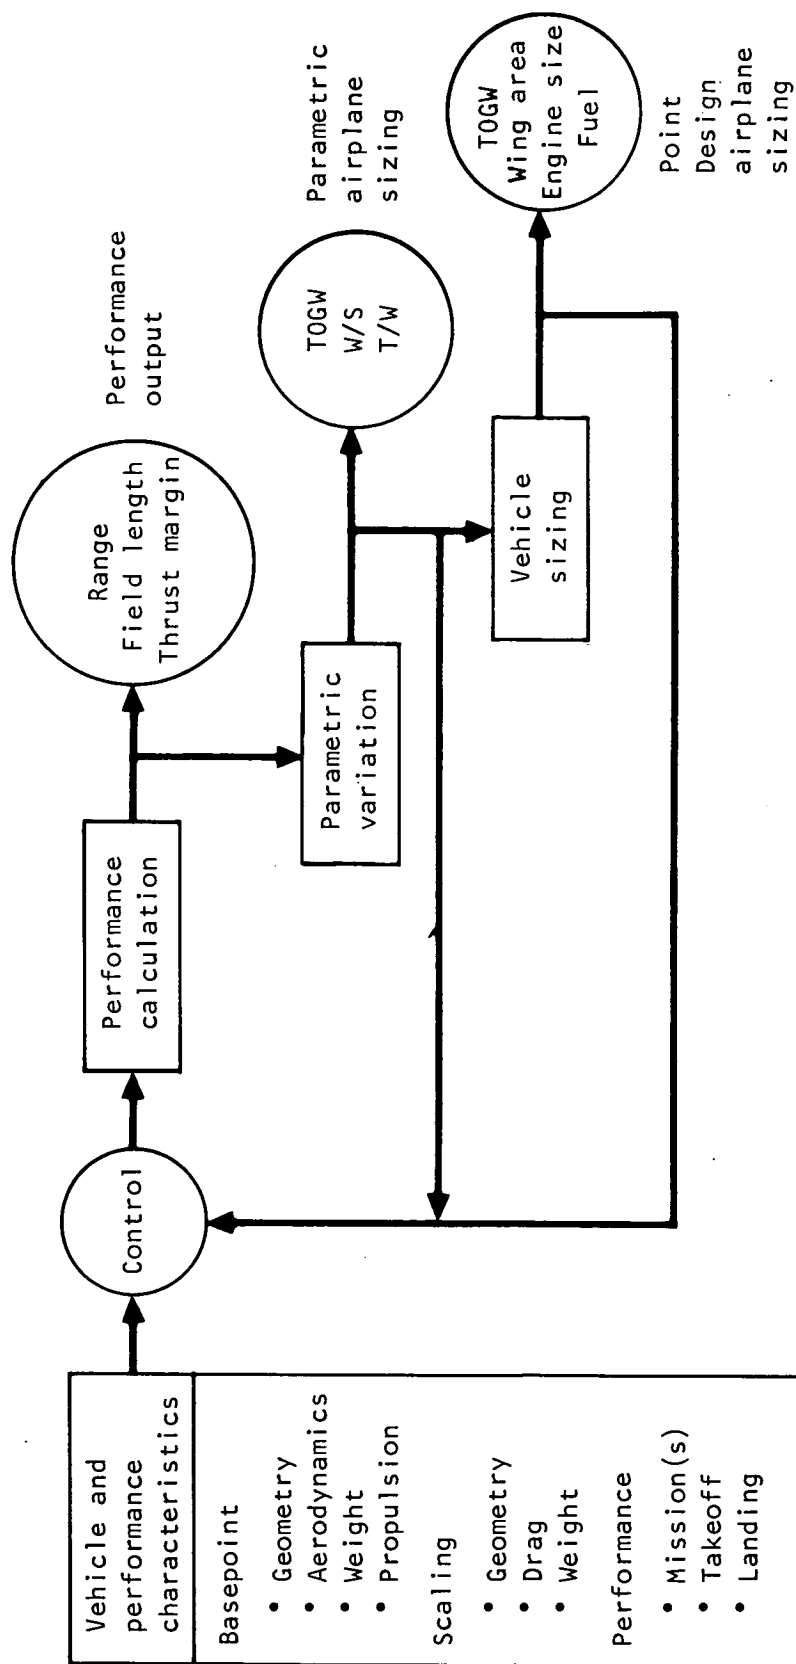 Vehicle and
performance
characteristics
Basepoint
• Geometry
• Aerodynamics
• Weight
• Propulsion
Scaling
• Geometry
• Drag
• Weight
Performance
• Mission(s)
• Takeoff
• Landing
Control
Performance
calculation
Range
Field length
Thrust margin
Performance
output
Parametric
variation
TOGW
W/S
T/W
Parametric
airplane
sizing
Vehicle
sizing
TOGW
Wing area
Engine size
Fuel
Point
Design
airplane
sizing